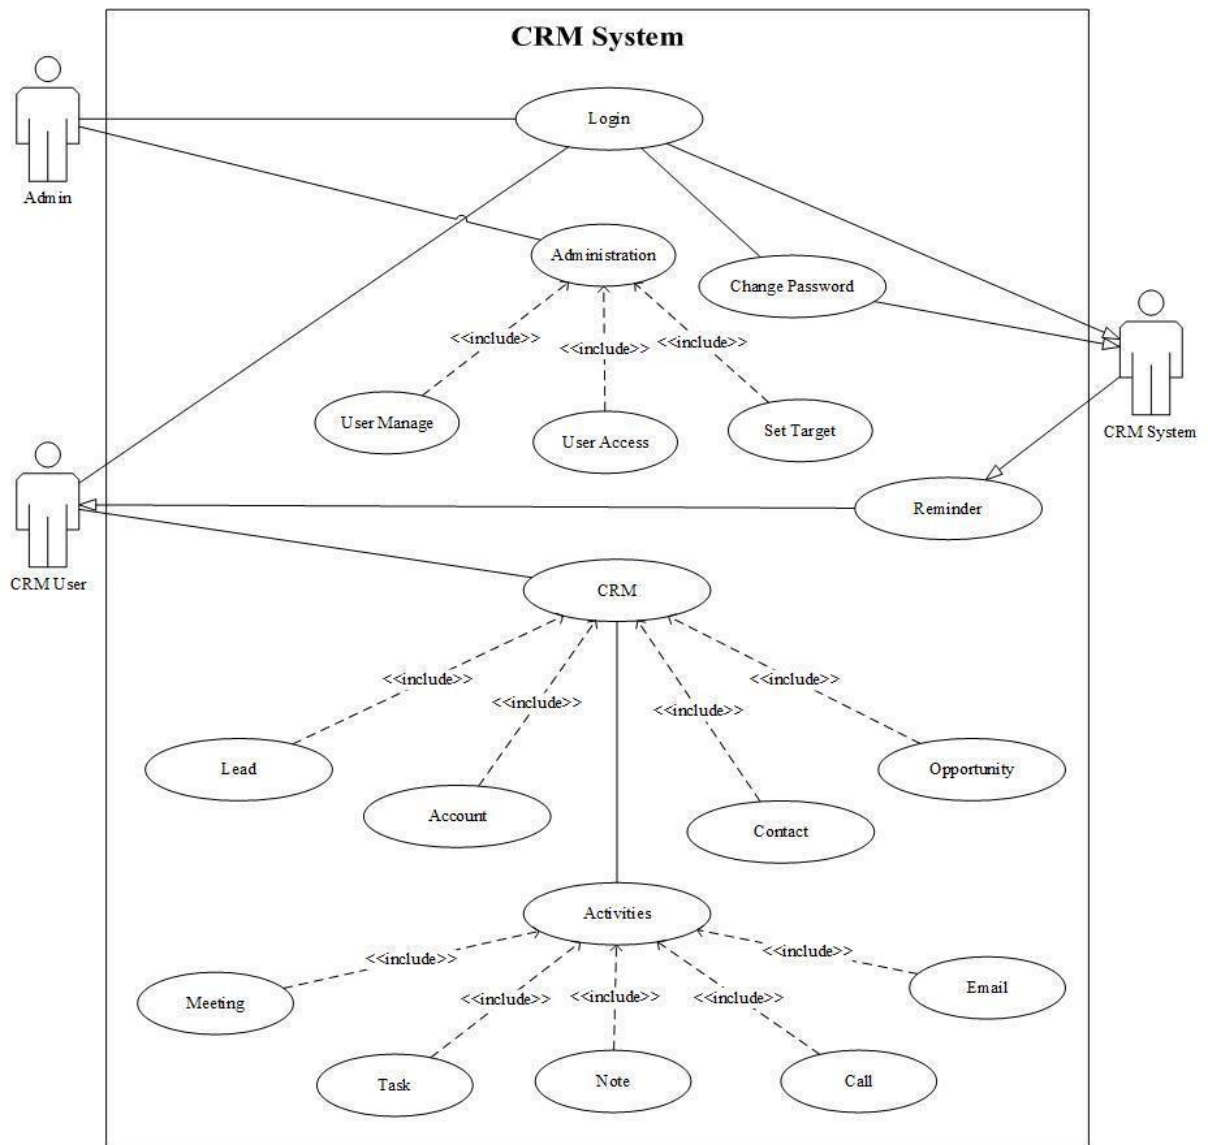 CRM System
Login
Admin
Administration
Change Password
<<include>>
<<include>>
<<include>>
User Manage
User Access
Set Target
CRM System
Reminder
CRM User
CRM
<<include>>
<<include>>
<<include>>
<<include>>
Lead
Account
Contact
Opportunity
Activities
<<include>>
<<include>>
<<include>>
<<include>>
<<include>>
Meeting
Email
Task
Note
Call